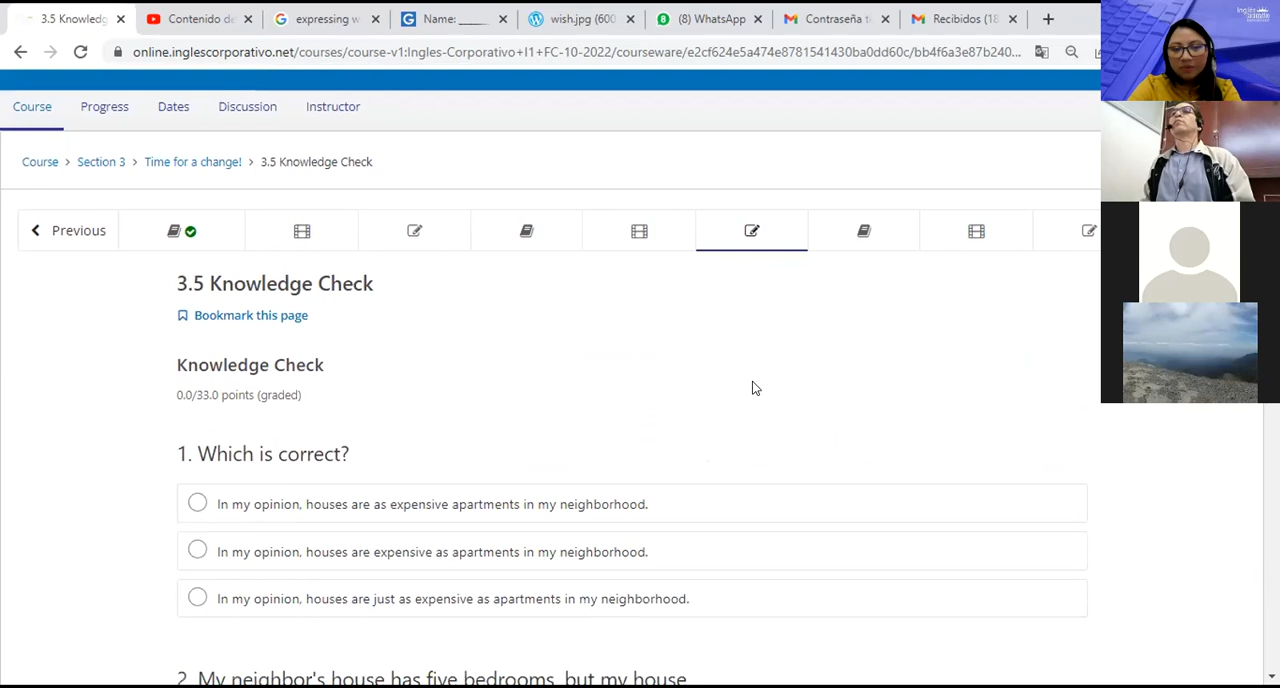 3.5 Knowledg
Contenido de
expressing w
Name: _____
wish.jpg (600
(8) WhatsApp
Contraseña t
Recibidos (18
online.inglescorporativo.net/courses/course-v1:Ingles-Corporativo+I1+FC-10-2022/courseware/e2cf624e5a474e8781541430ba0dd60c/bb4f6a3e87b240...
Course Progress Dates Discussion Instructor
Course > Section 3 > Time for a change! > 3.5 Knowledge Check
Previous
3.5 Knowledge Check
Bookmark this page
Knowledge Check
0.0/33.0 points (graded)
1. Which is correct?
In my opinion, houses are as expensive apartments in my neighborhood.
In my opinion, houses are expensive as apartments in my neighborhood.
In my opinion, houses are just as expensive as apartments in my neighborhood.
2. My neighbor's house has five bedrooms, but my house